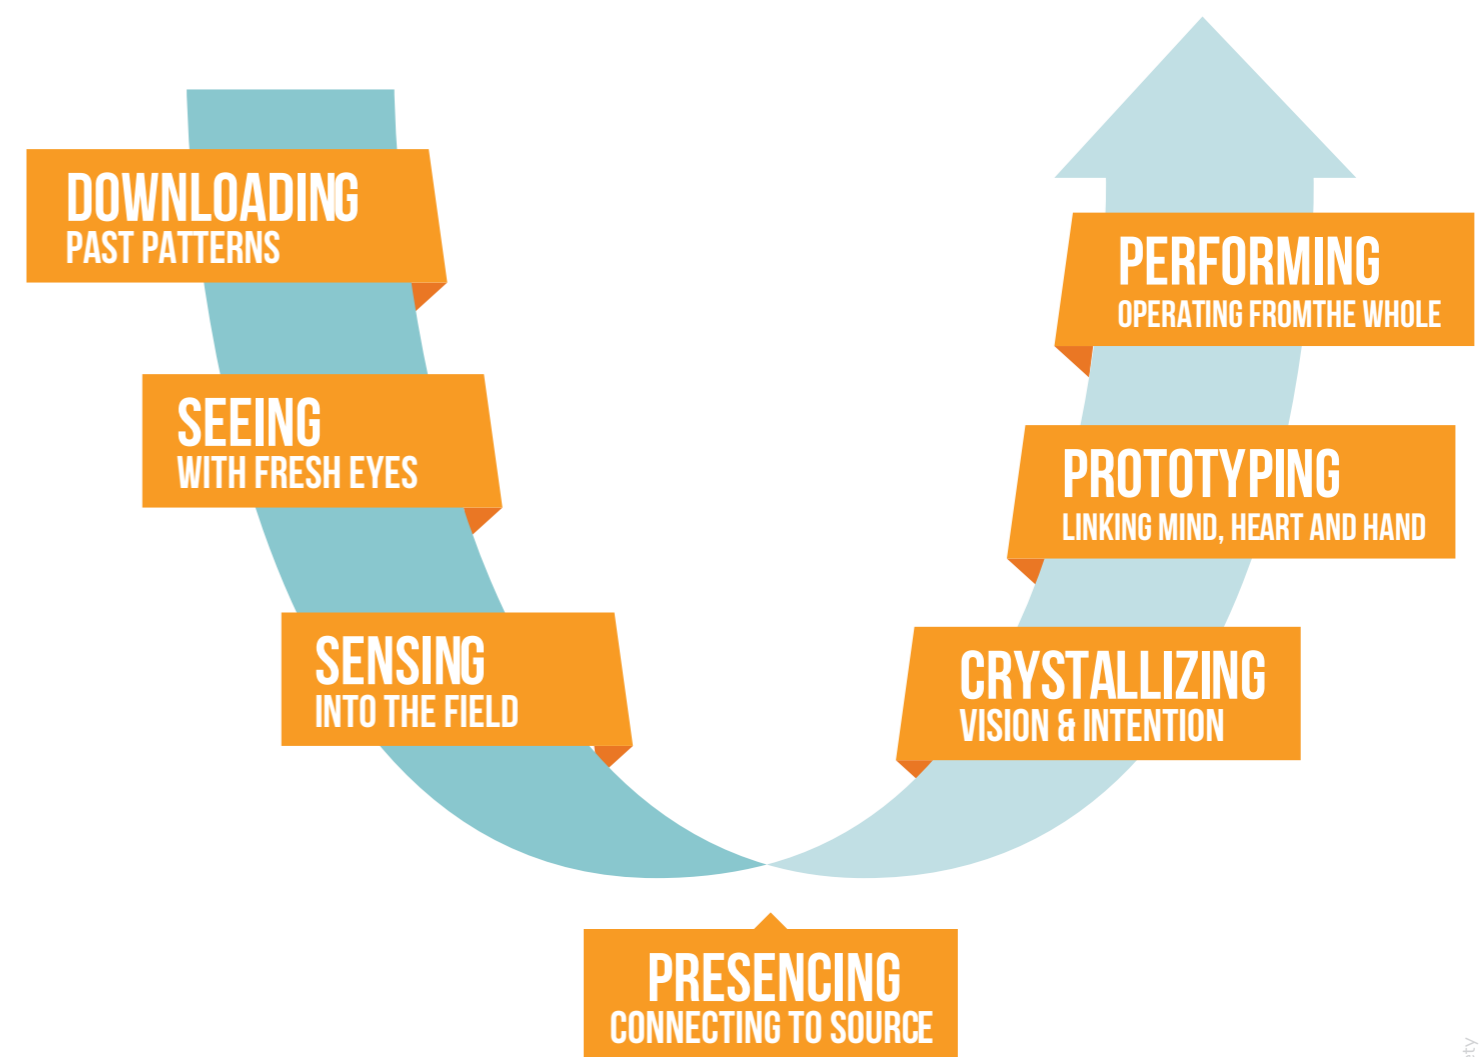 DOWNLOADING
PAST PATTERNS
SEEING
WITH FRESH EYES
SENSING
INTO THE FIELD
PRESENCING
CONNECTING TO SOURCE
CRYSTALLIZING
VISION & INTENTION
PROTOTYPING
LINKING MIND, HEART AND HAND
PERFORMING
OPERATING FROMTHE WHOLE